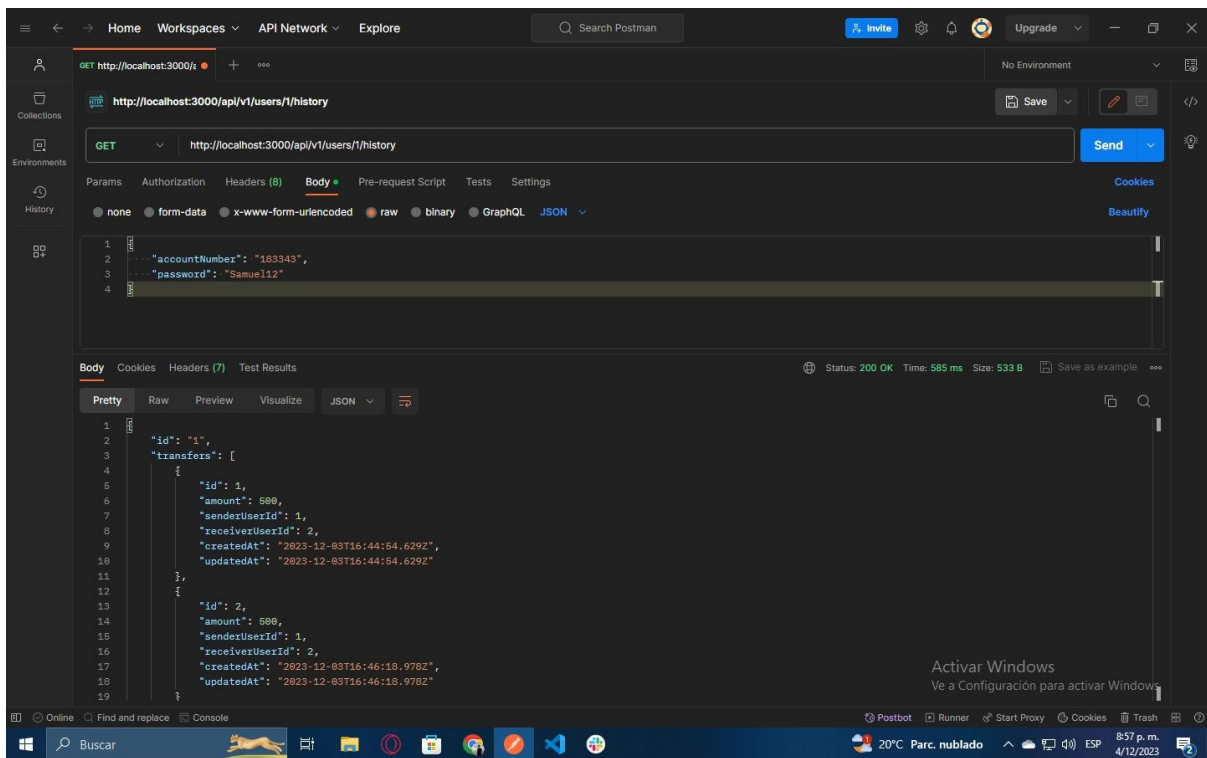 Home Workspaces API Network Explore Search Postman Invite Upgrade
GET http://localhost:3000/a No Environment
HTTP http://localhost:3000/api/v1/users/1/history Save
Collections
GET http://localhost:3000/api/v1/users/1/history Send
Environments
Params Authorization Headers (8) Body Pre-request Script Tests Settings Cookies
History
none form-data x-www-form-urlencoded raw binary GraphQL JSON Beautify
1 {
2 "accountNumber": "183343",
3 "password": "Samuel12"
4 }
Body Cookies Headers (7) Test Results Status: 200 OK Time: 585 ms Size: 533 B Save as example
Pretty Raw Preview Visualize JSON
1 {
2 "id": "1",
3 "transfers": [
4 {
5 "id": 1,
6 "amount": 500,
7 "senderUserId": 1,
8 "receiverUserId": 2,
9 "createdAt": "2023-12-03T16:44:54.629Z",
10 "updatedAt": "2023-12-03T16:44:54.629Z"
11 },
12 {
13 "id": 2,
14 "amount": 500,
15 "senderUserId": 1,
16 "receiverUserId": 2,
17 "createdAt": "2023-12-03T16:46:18.978Z",
18 "updatedAt": "2023-12-03T16:46:18.978Z"
19 }
Activar Windows
Ve a Configuración para activar Windows
Online Find and replace Console Postbot Runner Start Proxy Cookies Trash
Buscar 20°C Parc. nublado ESP 8:57 p. m.
4/12/2023